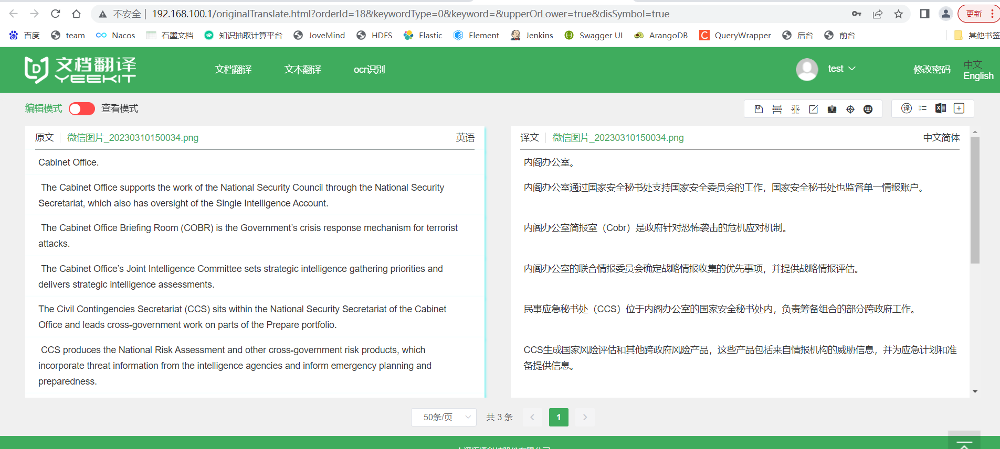 不安全 | 192.168.100.1/originalTranslate.html?orderId=18&keywordType=0&keyword=&upperOrLower=true&disSymbol=true 更新
百度 team Nacos 石墨文档 知识抽取计算平台 JoveMind HDFS Elastic Element Jenkins Swagger UI ArangoDB QueryWrapper 后台 前台 其他书签
文档翻译
YEEKIT
文档翻译 文本翻译 ocr识别 test 修改密码 中文
English
编辑模式 查看模式
原文 微信图片_20230310150034.png 英语
Cabinet Office.
The Cabinet Office supports the work of the National Security Council through the National Security
Secretariat, which also has oversight of the Single Intelligence Account.
The Cabinet Office Briefing Room (COBR) is the Government’s crisis response mechanism for terrorist
attacks.
The Cabinet Office’s Joint Intelligence Committee sets strategic intelligence gathering priorities and
delivers strategic intelligence assessments.
The Civil Contingencies Secretariat (CCS) sits within the National Security Secretariat of the Cabinet
Office and leads cross-government work on parts of the Prepare portfolio.
CCS produces the National Risk Assessment and other cross-government risk products, which
incorporate threat information from the intelligence agencies and inform emergency planning and
preparedness.
译文 微信图片_20230310150034.png 中文简体
内阁办公室。
内阁办公室通过国家安全秘书处支持国家安全委员会的工作，国家安全秘书处也监督单一情报账户。
内阁办公室简报室（Cobr）是政府针对恐怖袭击的危机应对机制。
内阁办公室的联合情报委员会确定战略情报收集的优先事项，并提供战略情报评估。
民事应急秘书处（CCS）位于内阁办公室的国家安全秘书处内，负责筹备组合的部分跨政府工作。
CCS生成国家风险评估和其他跨政府风险产品，这些产品包括来自情报机构的威胁信息，并为应急计划和准
备提供信息。
50条/页 共 3 条 1